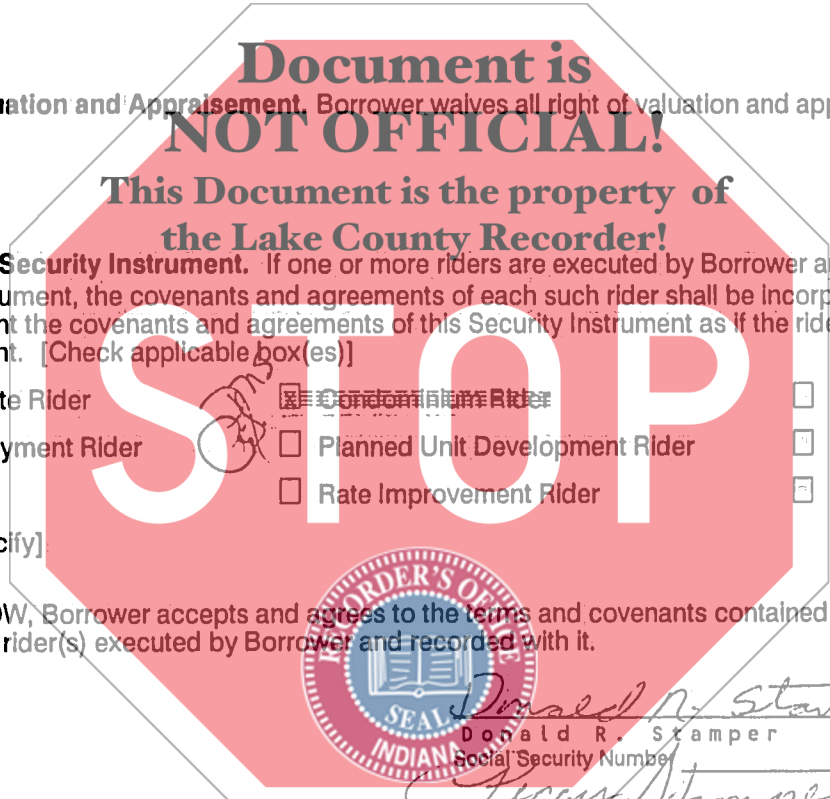 Document is
uation and Appraisement. Borrower waives all right of valuation and app
NOT OFFICIAL!
This Document is the property of
the Lake County Recorder!
Security Instrument. If one or more riders are executed by Borrower a
ument, the covenants and agreements of each such rider shall be incorp
nt the covenants and agreements of this Security Instrument as if the ride
nt. [Check applicable box(es)]
STOP
te Rider
Condominium Rider
yment Rider
Planned Unit Development Rider
Rate Improvement Rider
cify]
OW, Borrower accepts and agrees to the terms and covenants contained
rider(s) executed by Borrower and recorded with it.
RECORDER'S OFFICE
SEAL
INDIANA
Donald R. Sta
Donald R. Stamper
Social Security Number